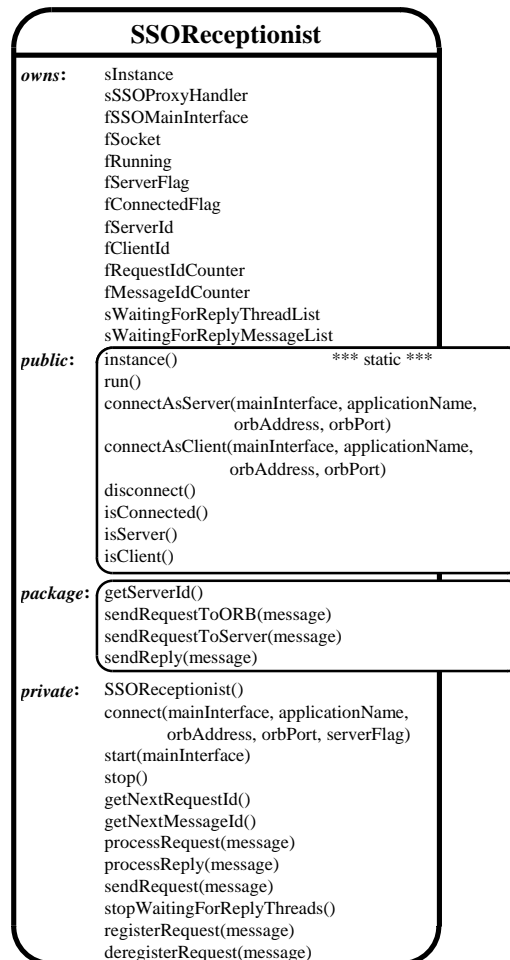 SSOReceptionist
owns: sInstance
sSSOProxyHandler
fSSOMainInterface
fSocket
fRunning
fServerFlag
fConnectedFlag
fServerId
fClientId
fRequestIdCounter
fMessageIdCounter
sWaitingForReplyThreadList
sWaitingForReplyMessageList
public: instance() *** static ***
run()
connectAsServer(mainInterface, applicationName,
orbAddress, orbPort)
connectAsClient(mainInterface, applicationName,
orbAddress, orbPort)
disconnect()
isConnected()
isServer()
isClient()
package: getServerId()
sendRequestToORB(message)
sendRequestToServer(message)
sendReply(message)
private: SSOReceptionist()
connect(mainInterface, applicationName,
orbAddress, orbPort, serverFlag)
start(mainInterface)
stop()
getNextRequestId()
getNextMessageId()
processRequest(message)
processReply(message)
sendRequest(message)
stopWaitingForReplyThreads()
registerRequest(message)
deregisterRequest(message)